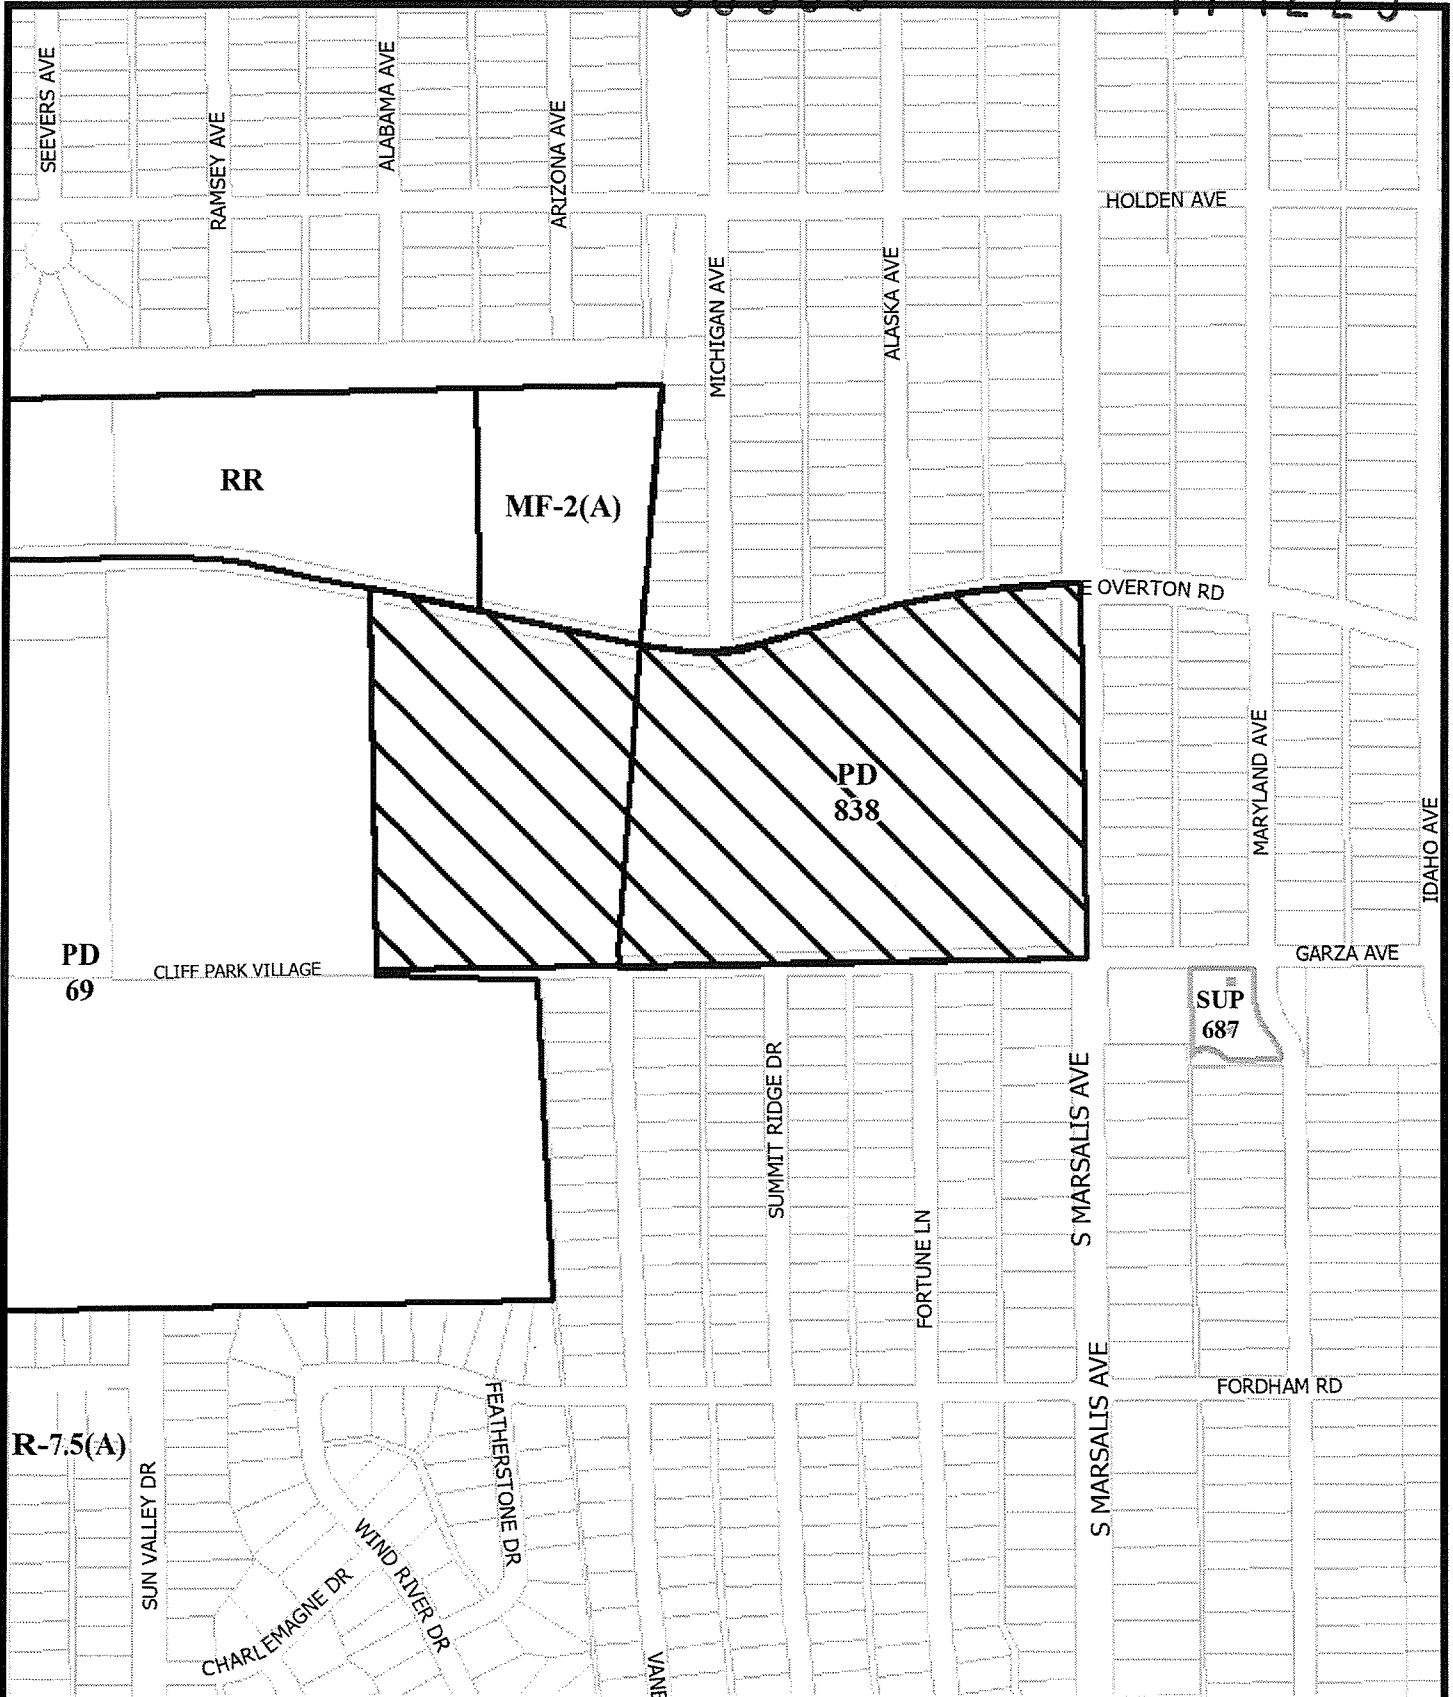 SEEVERS AVE
RAMSEY AVE
ALABAMA AVE
ARIZONA AVE
HOLDEN AVE
MICHIGAN AVE
ALASKA AVE
RR
MF-2(A)
E OVERTON RD
PD
838
MARYLAND AVE
IDAHO AVE
PD
69
CLIFF PARK VILLAGE
GARZA AVE
SUP
687
SUMMIT RIDGE DR
S MARSALIS AVE
FORTUNE LN
S MARSALIS AVE
FORDHAM RD
R-7.5(A)
SUN VALLEY DR
FEATHERSTONE DR
WIND RIVER DR
CHARLEMAGNE DR